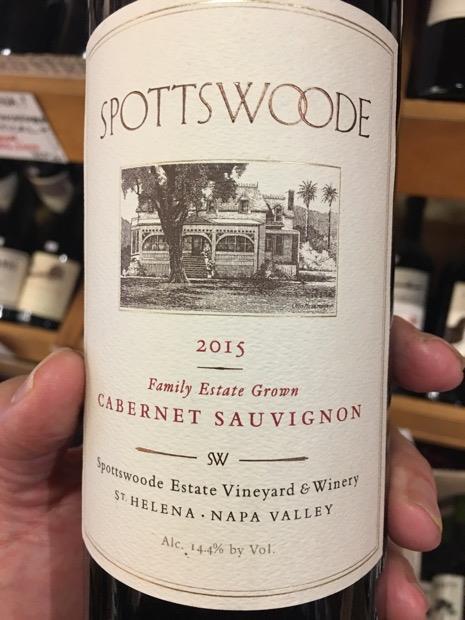 SPOTTSWOODE
2015
Family Estate Grown
CABERNET SAUVIGNON
SW
Spottswoode Estate Vineyard & Winery
ST. HELENA · NAPA VALLEY
Alc. 14.4% by Vol.